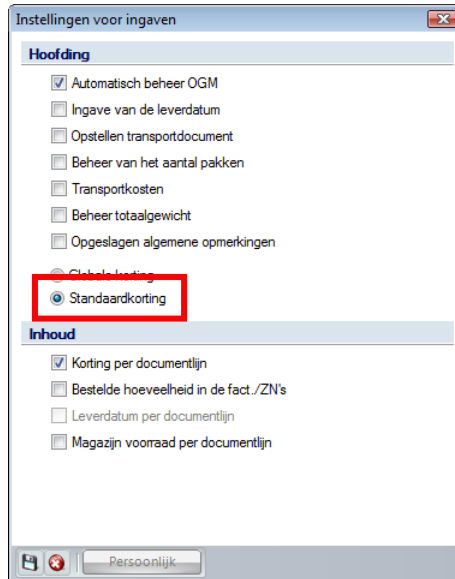 Instellingen voor ingaven
Hoofding
Automatisch beheer OGM
Ingave van de leverdatum
Opstellen transportdocument
Beheer van het aantal pakken
Transportkosten
Beheer totaalgewicht
Opgeslagen algemene opmerkingen
Globale korting
Standaardkorting
Inhoud
Korting per documentlijn
Bestelde hoeveelheid in de fact./ZN's
Leverdatum per documentlijn
Magazijn voorraad per documentlijn
Persoonlijk